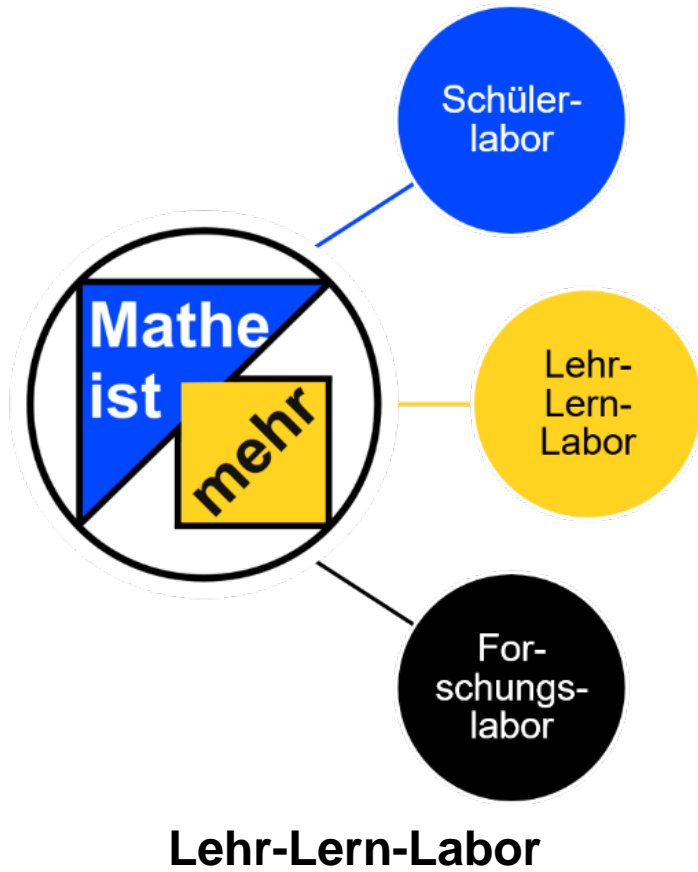 Schüler-
labor
Mathe
ist
mehr
Lehr-
Lern-
Labor
For-
schungs-
labor
Lehr-Lern-Labor